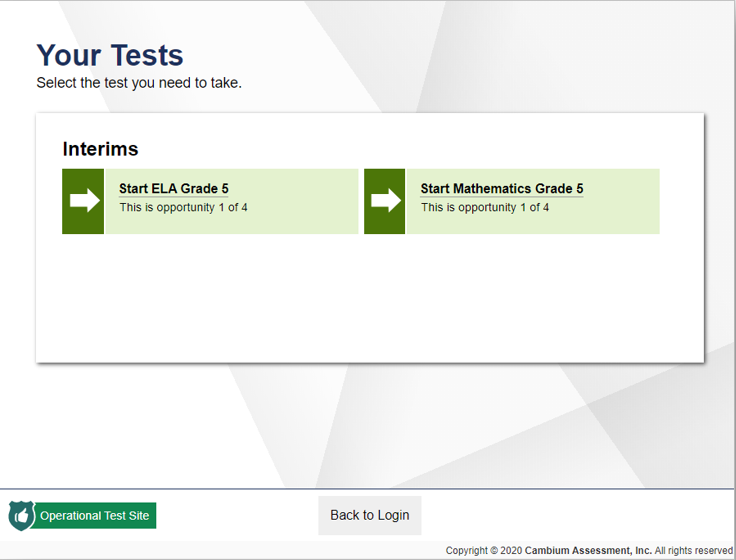 Your Tests
Select the test you need to take.
Interims
Start ELA Grade 5
This is opportunity 1 of 4
Start Mathematics Grade 5
This is opportunity 1 of 4
Operational Test Site
Back to Login
Copyright © 2020 Cambium Assessment, Inc. All rights reserved